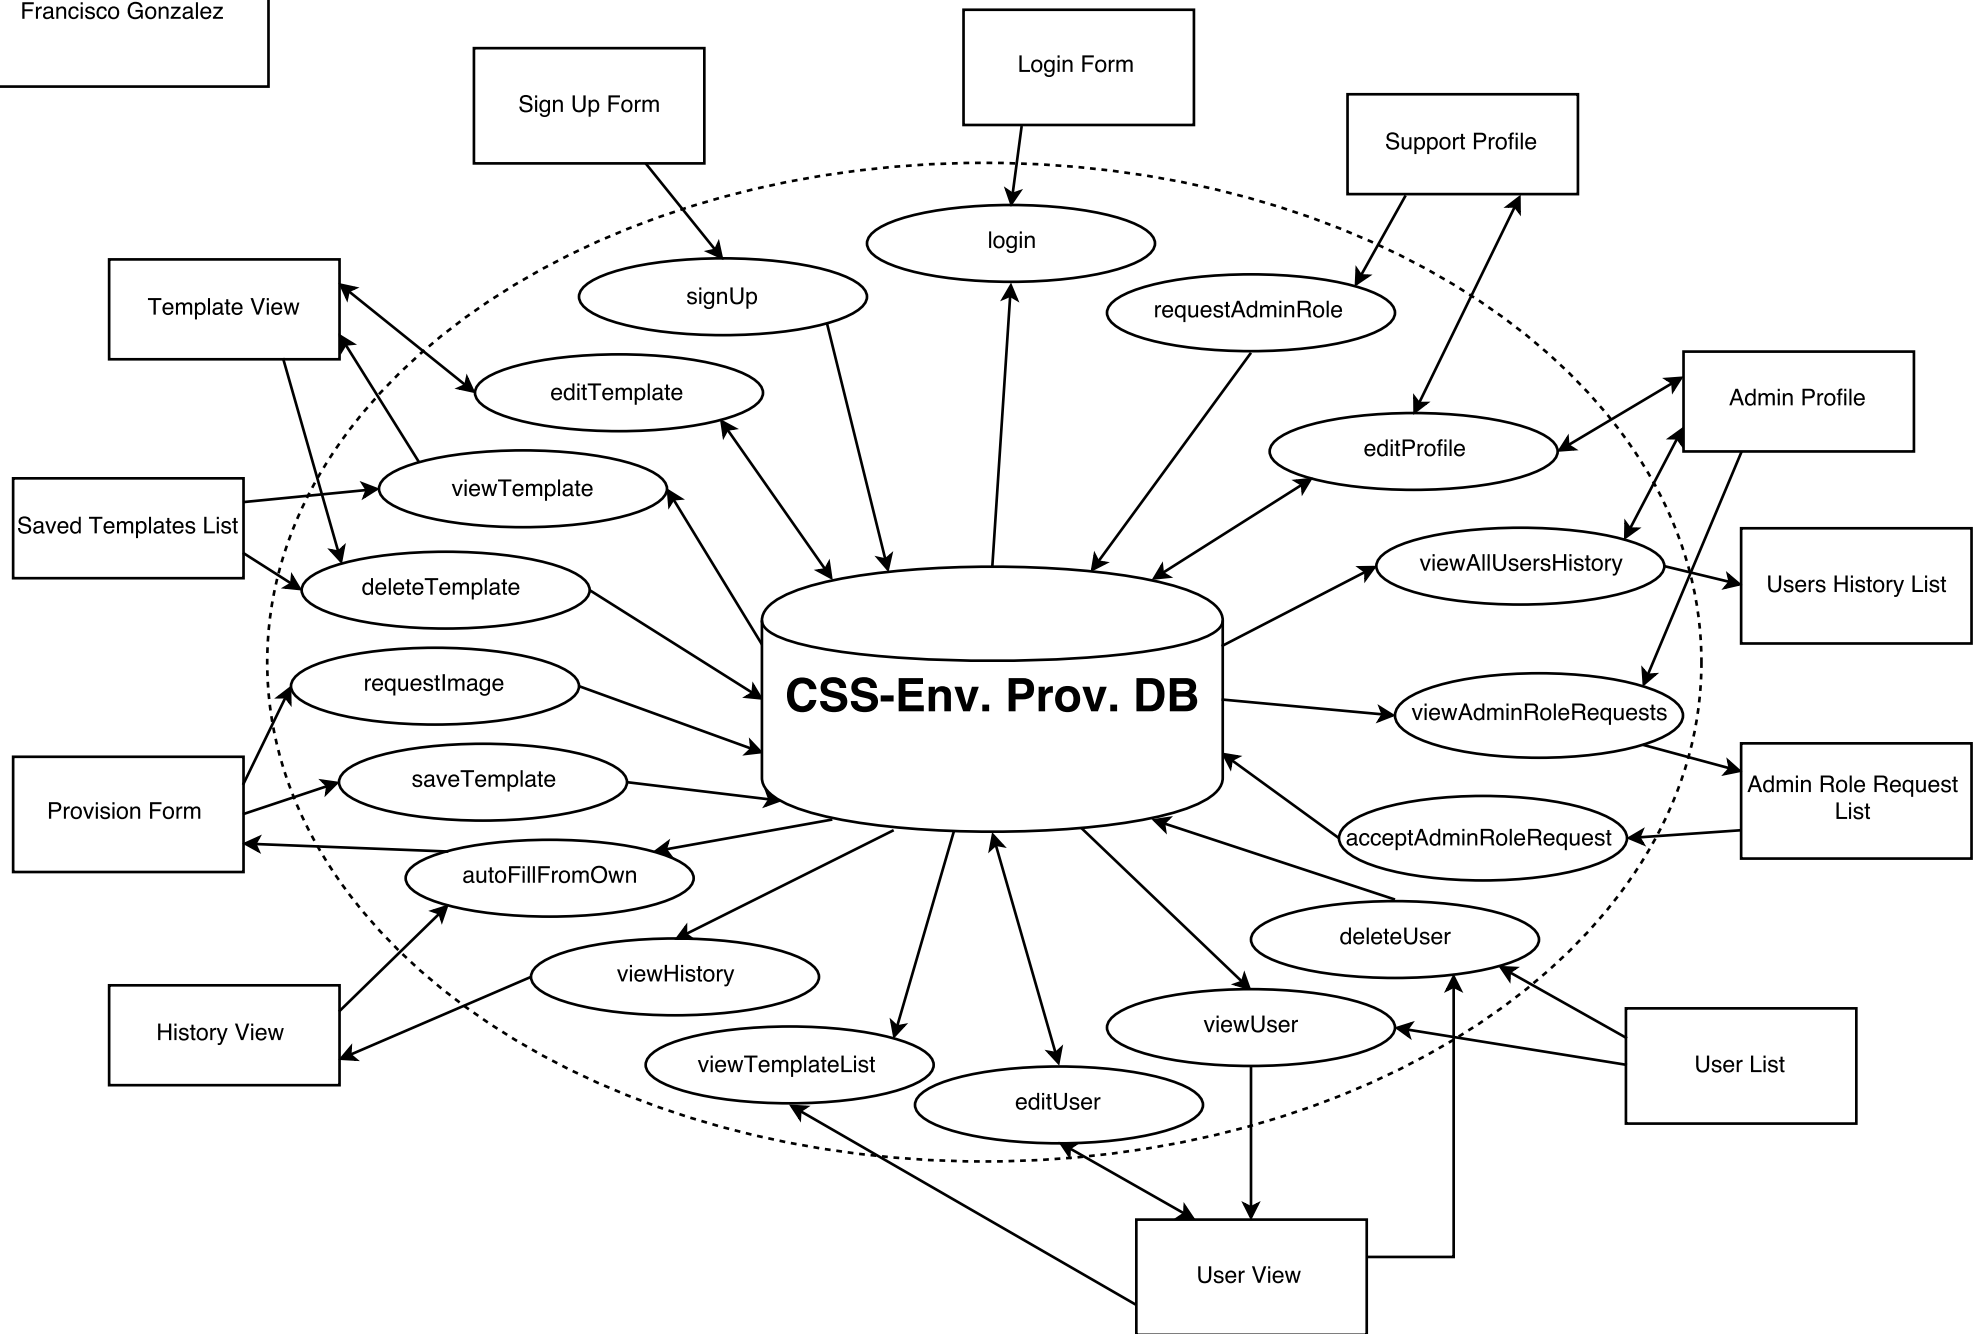 Francisco Gonzalez
Login Form
Sign Up Form
Support Profile
login
signUp
requestAdminRole
Template View
editTemplate
Admin Profile
editProfile
viewTemplate
Saved Templates List
viewAllUsersHistory
Users History List
deleteTemplate
requestImage
CSS-Env. Prov. DB
viewAdminRoleRequests
saveTemplate
Admin Role Request
List
Provision Form
acceptAdminRoleRequest
autoFillFromOwn
deleteUser
viewHistory
History View
viewUser
viewTemplateList
User List
editUser
User View